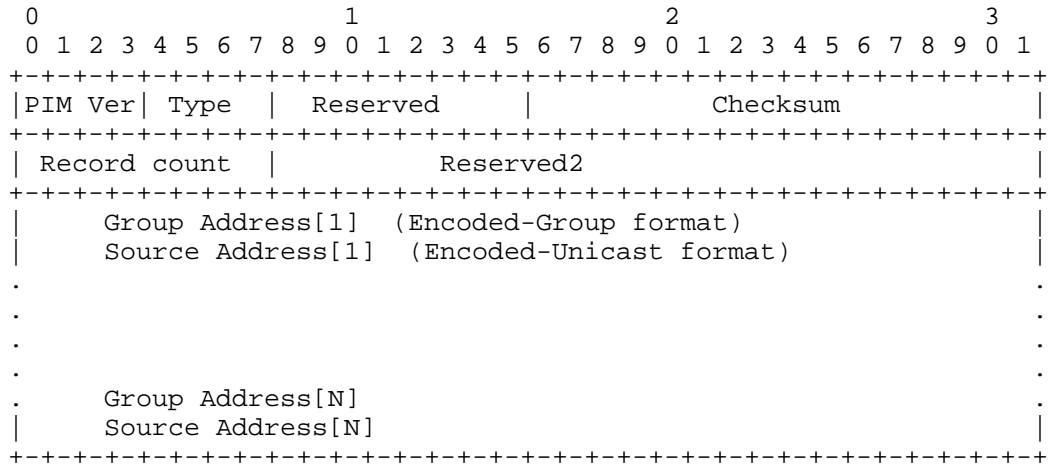 0                   1                   2                   3
 0 1 2 3 4 5 6 7 8 9 0 1 2 3 4 5 6 7 8 9 0 1 2 3 4 5 6 7 8 9 0 1
+-+-+-+-+-+-+-+-+-+-+-+-+-+-+-+-+-+-+-+-+-+-+-+-+-+-+-+-+-+-+-+-+
|PIM Ver| Type  |  Reserved     |           Checksum            |
+-+-+-+-+-+-+-+-+-+-+-+-+-+-+-+-+-+-+-+-+-+-+-+-+-+-+-+-+-+-+-+-+
| Record count  |          Reserved2                            |
+-+-+-+-+-+-+-+-+-+-+-+-+-+-+-+-+-+-+-+-+-+-+-+-+-+-+-+-+-+-+-+-+
|     Group Address[1]  (Encoded-Group format)                  |
|     Source Address[1]  (Encoded-Unicast format)               |
.                                                               .
.                                                               .
.                                                               .
.                                                               .
.     Group Address[N]                                          .
|     Source Address[N]                                         |
+-+-+-+-+-+-+-+-+-+-+-+-+-+-+-+-+-+-+-+-+-+-+-+-+-+-+-+-+-+-+-+-+